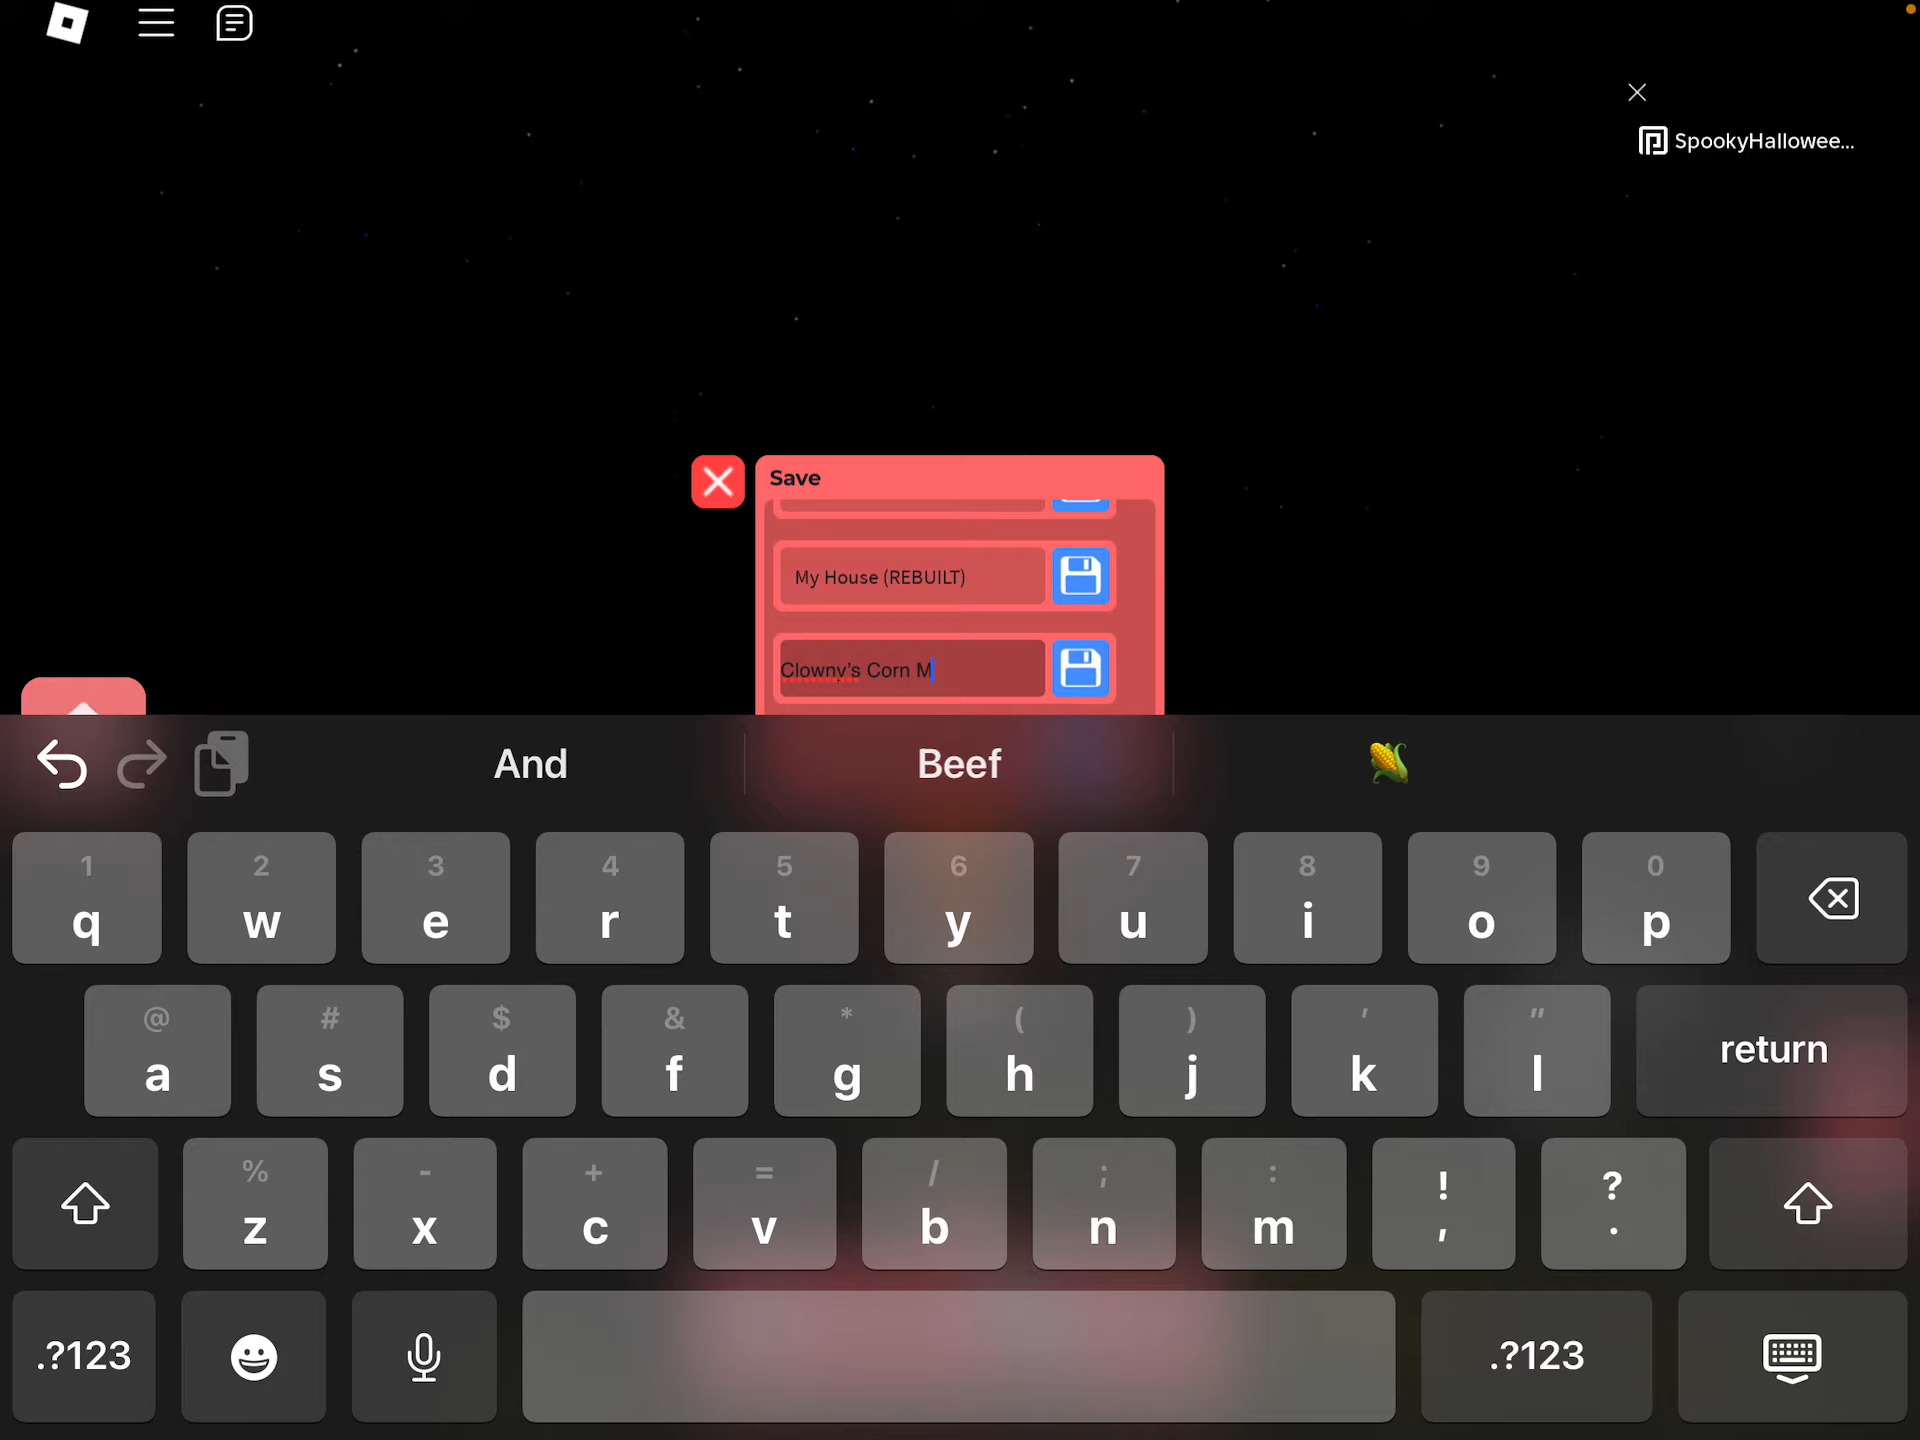 SpookyHallowee...
Save
My House (REBUILT)
Clowny's Corn M
And Beef
1 2 3 4 5 6 7 8 9 0
q w e r t y u i o p
@ # $ & * ( ) ' "
a s d f g h j k l return
% - + = / ; : ! ?
z x c v b n m , .
.?123 .?123